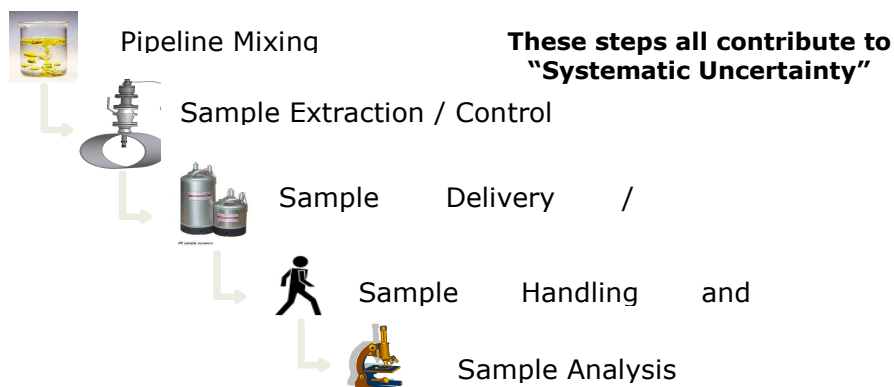 Pipeline Mixing
These steps all contribute to
“Systematic Uncertainty”
Sample Extraction / Control
Sample Delivery /
Sample Handling and
Sample Analysis